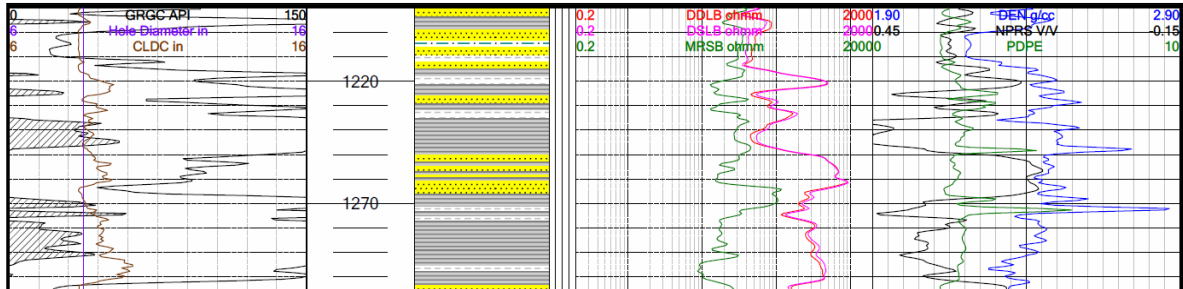 0 GRGC API 150 0.2 DDLB ohmm 2000 1.90 DEN g/cc 2.90
6 Hole Diameter in 16 0.2 DSLB ohmm 2000 0.45 NPRS V/V -0.15
6 CLDC in 16 0.2 MRSB ohmm 2000 0 PDPE 10
1220
1270